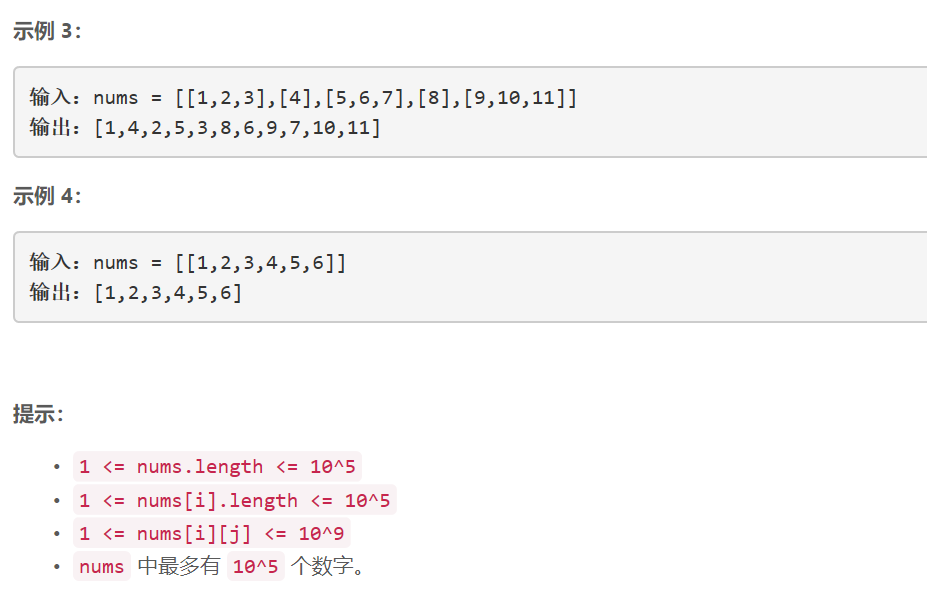 示例 3：
输入：nums = [[1,2,3],[4],[5,6,7],[8],[9,10,11]]
输出：[1,4,2,5,3,8,6,9,7,10,11]
示例 4：
输入：nums = [[1,2,3,4,5,6]]
输出：[1,2,3,4,5,6]
提示：
• 1 <= nums.length <= 10^5
• 1 <= nums[i].length <= 10^5
• 1 <= nums[i][j] <= 10^9
• nums 中最多有 10^5 个数字。